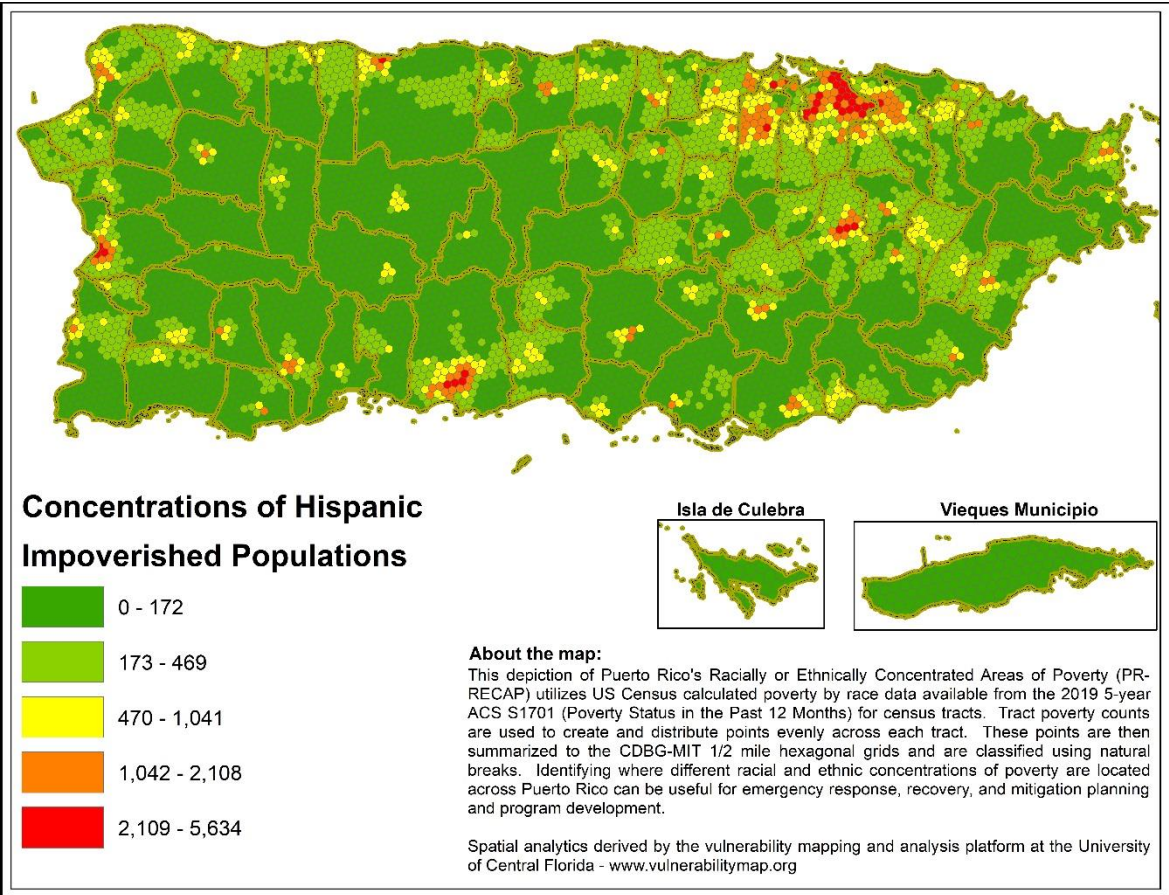 Concentrations of Hispanic
Impoverished Populations
0 - 172
173 - 469
470 - 1,041
1,042 - 2,108
2,109 - 5,634
Isla de Culebra
Vieques Municipio
About the map:
This depiction of Puerto Rico's Racially or Ethnically Concentrated Areas of Poverty (PR-
RECAP) utilizes US Census calculated poverty by race data available from the 2019 5-year
ACS S1701 (Poverty Status in the Past 12 Months) for census tracts. Tract poverty counts
are used to create and distribute points evenly across each tract. These points are then
summarized to the CDBG-MIT 1/2 mile hexagonal grids and are classified using natural
breaks. Identifying where different racial and ethnic concentrations of poverty are located
across Puerto Rico can be useful for emergency response, recovery, and mitigation planning
and program development.
Spatial analytics derived by the vulnerability mapping and analysis platform at the University
of Central Florida - www.vulnerabilitymap.org